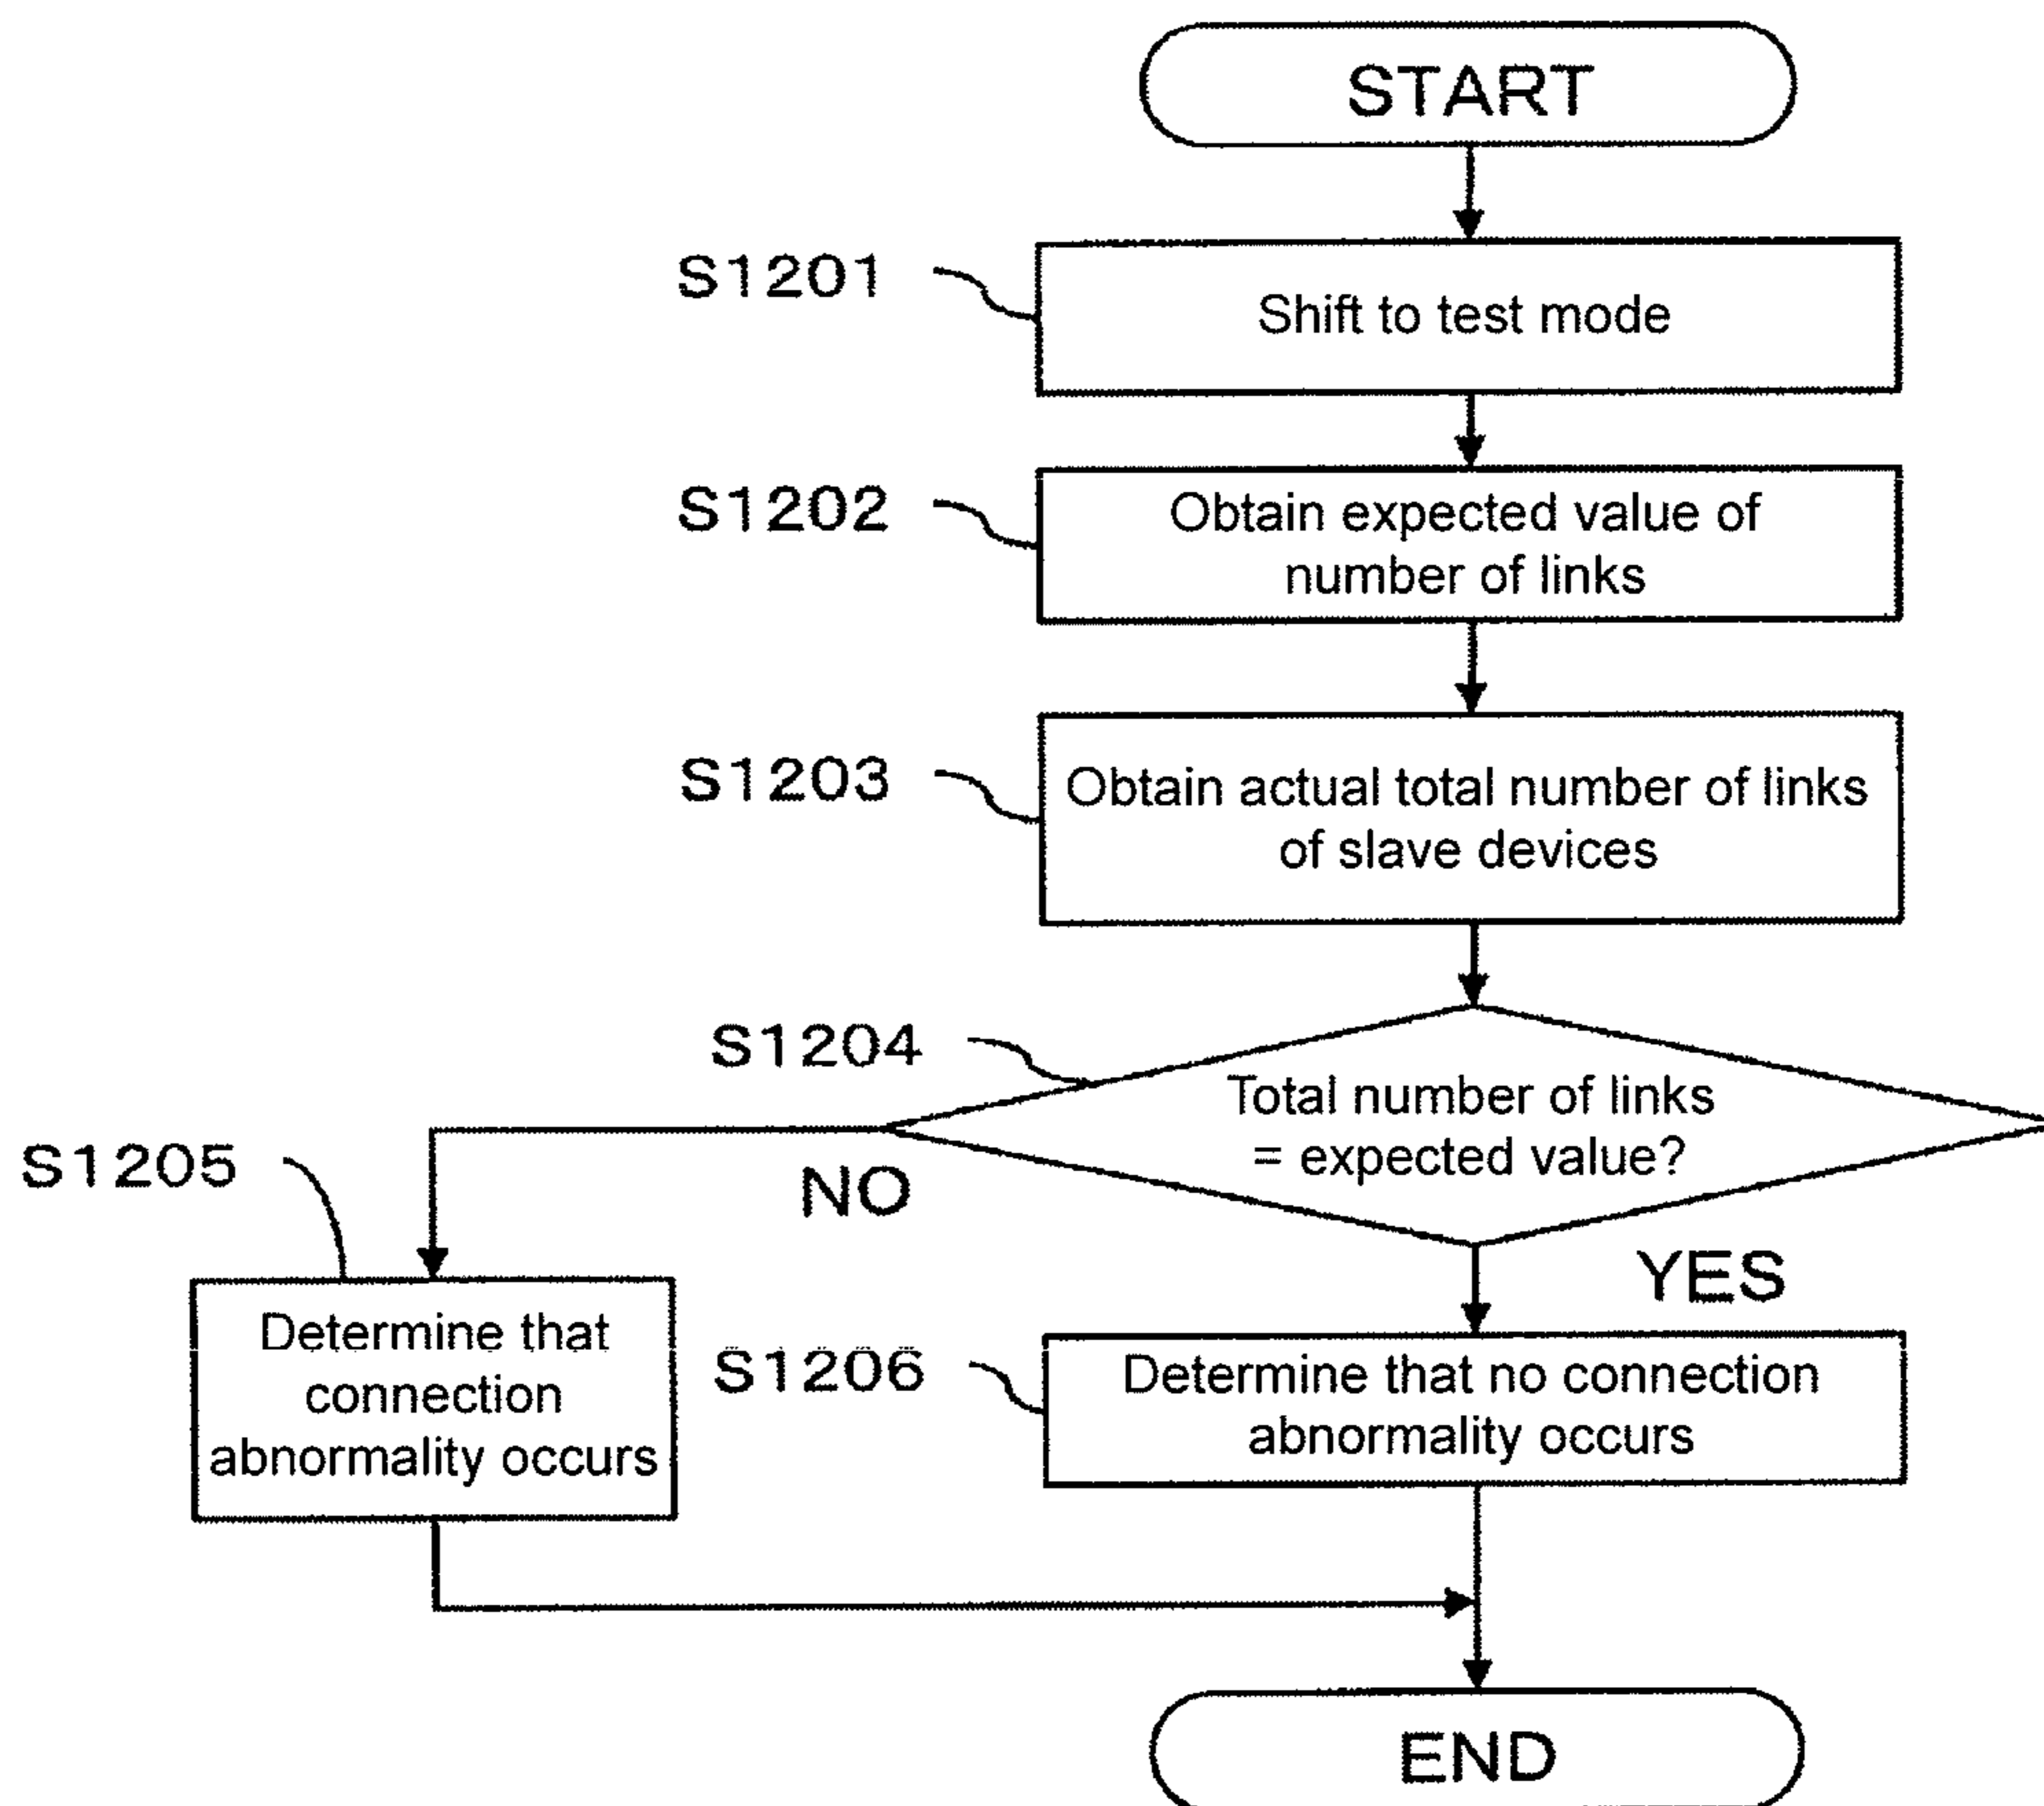 START
S1201
Shift to test mode
S1202
Obtain expected value of
number of links
S1203
Obtain actual total number of links
of slave devices
S1204
Total number of links
= expected value?
NO
YES
S1205
Determine that
connection
abnormality occurs
S1206
Determine that no connection
abnormality occurs
END